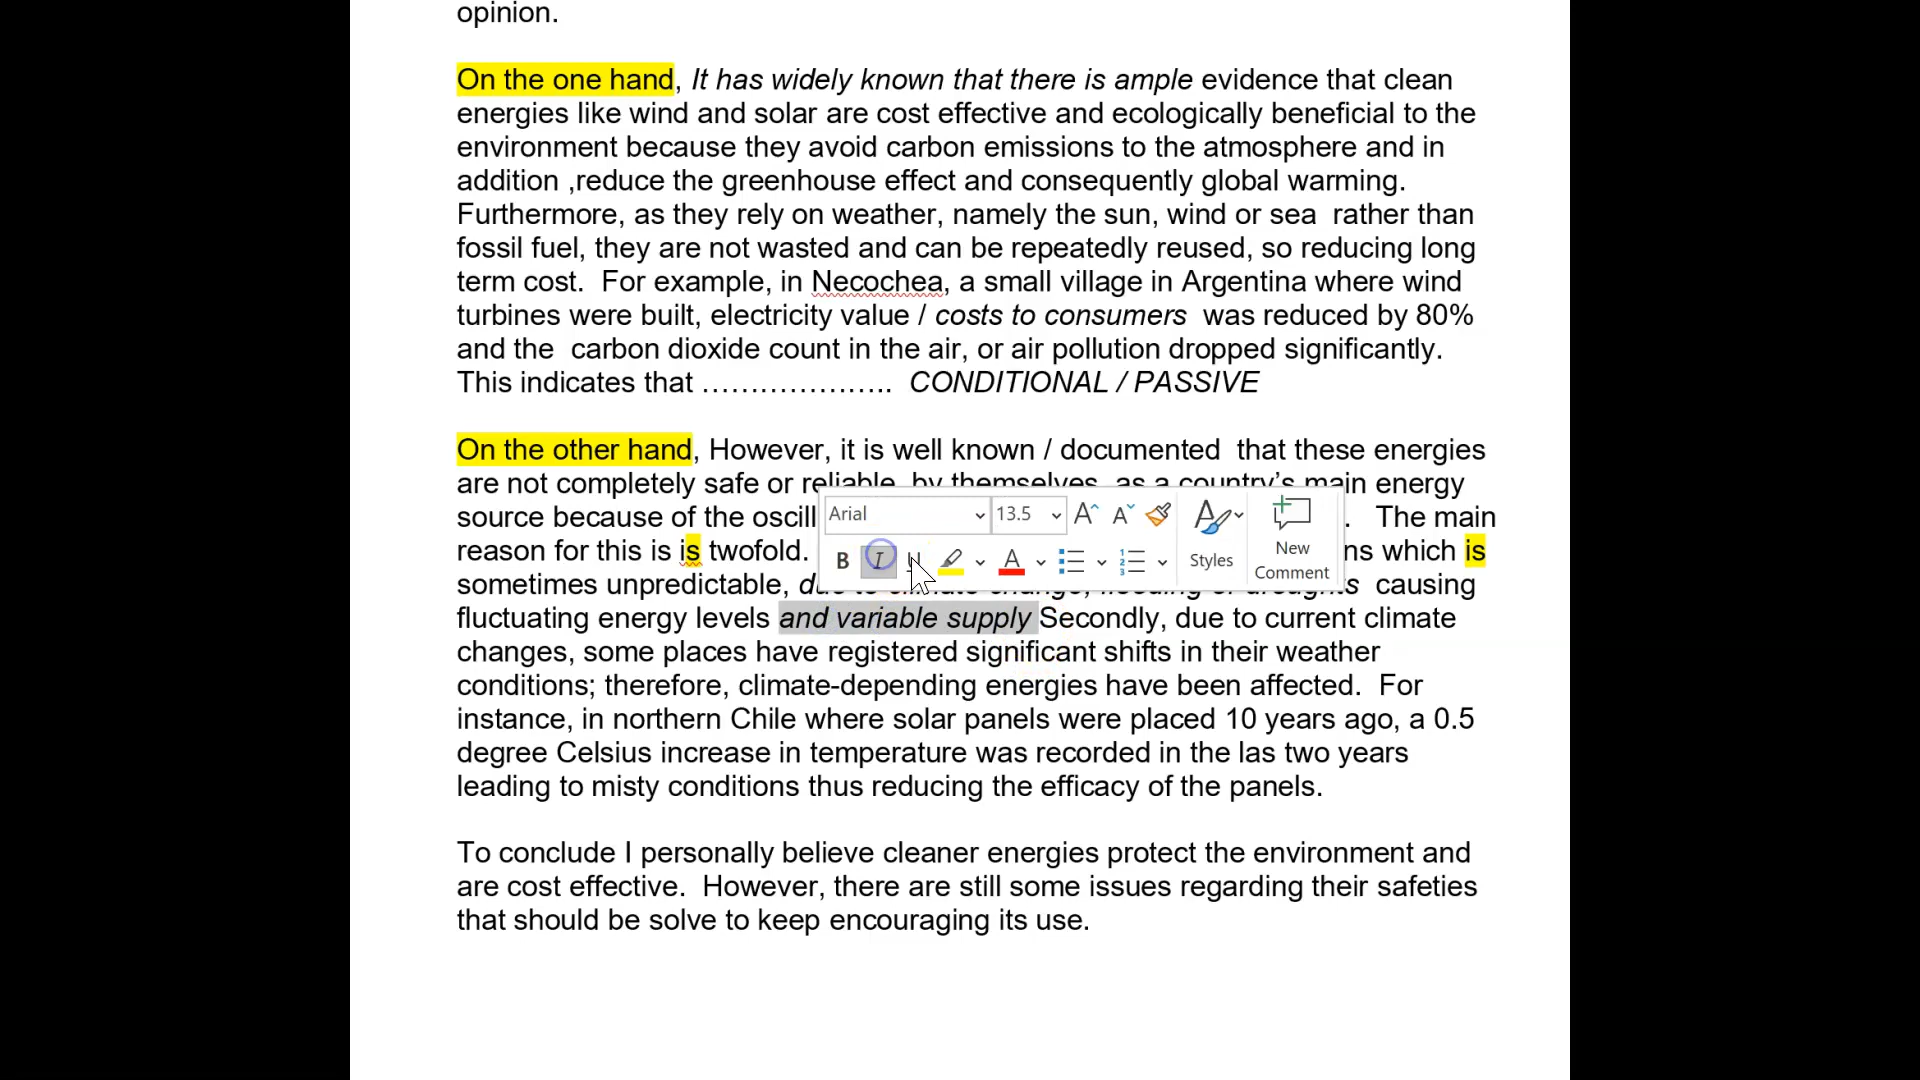 opinion.
On the one hand, It has widely known that there is ample evidence that clean
energies like wind and solar are cost effective and ecologically beneficial to the
environment because they avoid carbon emissions to the atmosphere and in
addition ,reduce the greenhouse effect and consequently global warming.
Furthermore, as they rely on weather, namely the sun, wind or sea  rather than
fossil fuel, they are not wasted and can be repeatedly reused, so reducing long
term cost.  For example, in Necochea, a small village in Argentina where wind
turbines were built, electricity value / costs to consumers  was reduced by 80%
and the  carbon dioxide count in the air, or air pollution dropped significantly.
This indicates that ………………….. CONDITIONAL / PASSIVE
On the other hand, However, it is well known / documented  that these energies
are not completely safe or reliable, by themselves, as a country's main energy
source because of the oscill . The main
reason for this is is twofold. ns which is
sometimes unpredictable, due to climate change, flooding or droughts causing
fluctuating energy levels and variable supply Secondly, due to current climate
changes, some places have registered significant shifts in their weather
conditions; therefore, climate-depending energies have been affected.  For
instance, in northern Chile where solar panels were placed 10 years ago, a 0.5
degree Celsius increase in temperature was recorded in the las two years
leading to misty conditions thus reducing the efficacy of the panels.
To conclude I personally believe cleaner energies protect the environment and
are cost effective.  However, there are still some issues regarding their safeties
that should be solve to keep encouraging its use.
Arial 13.5
B I U A Styles New
Comment